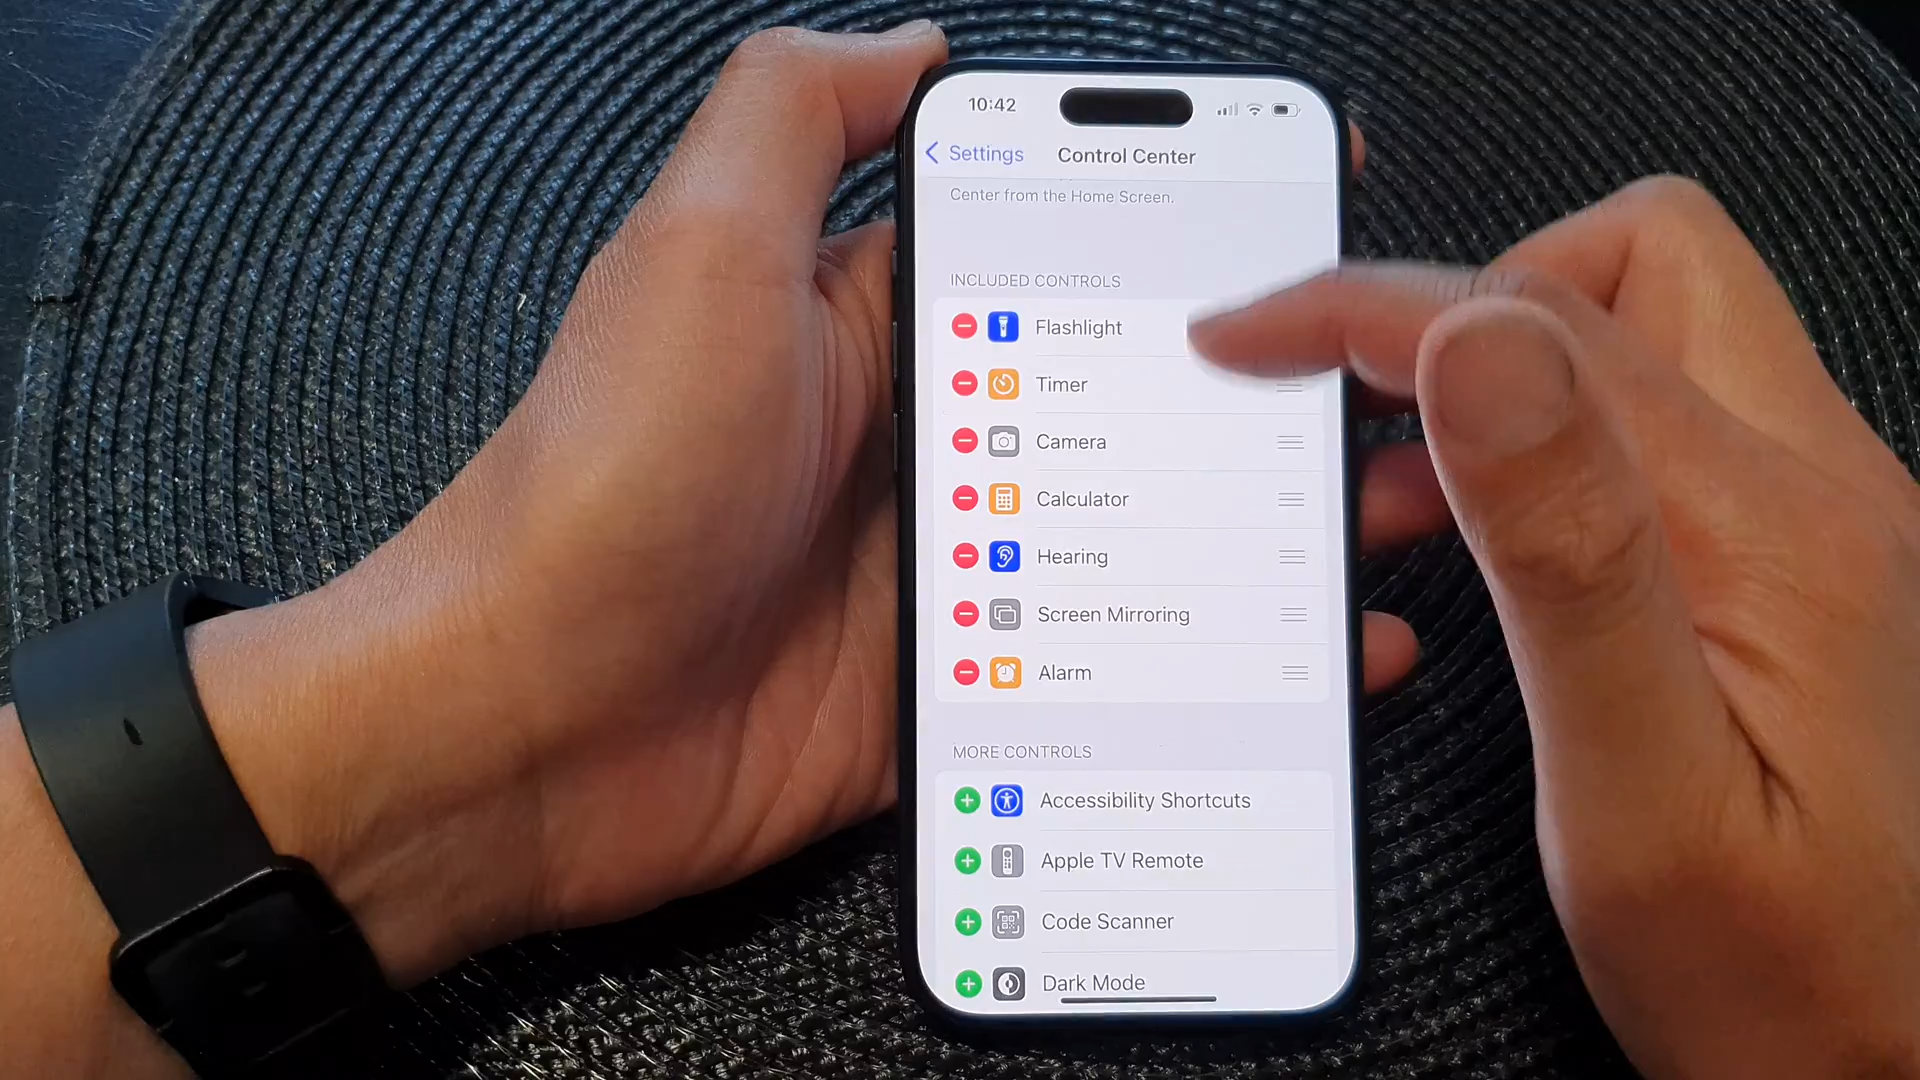 10:42
Settings
Control Center
Center from the Home Screen.
INCLUDED CONTROLS
Flashlight
Timer
Camera
Calculator
Hearing
Screen Mirroring
Alarm
MORE CONTROLS
Accessibility Shortcuts
Apple TV Remote
Code Scanner
Dark Mode